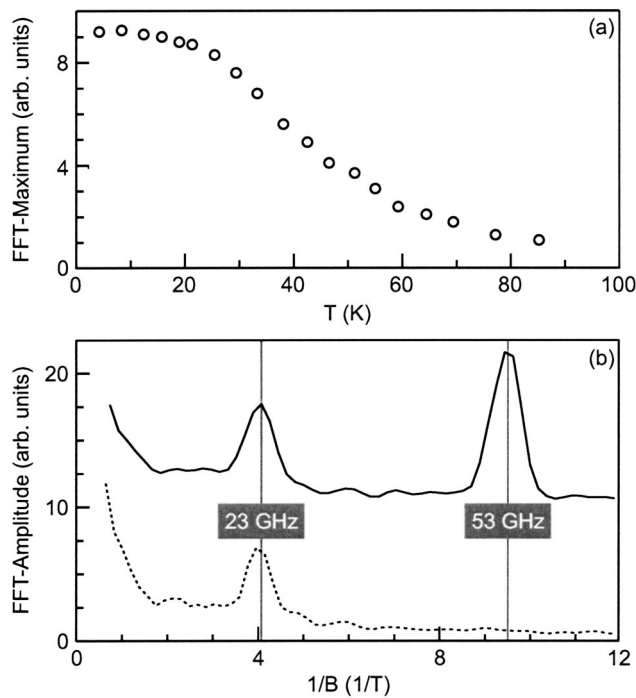 (a)
FFT-Maximum (arb. units)
8
4
0
0 20 40 60 80 100
T (K)
(b)
FFT-Amplitude (arb. units)
20
10
0
23 GHz 53 GHz
0 4 8 12
1/B (1/T)